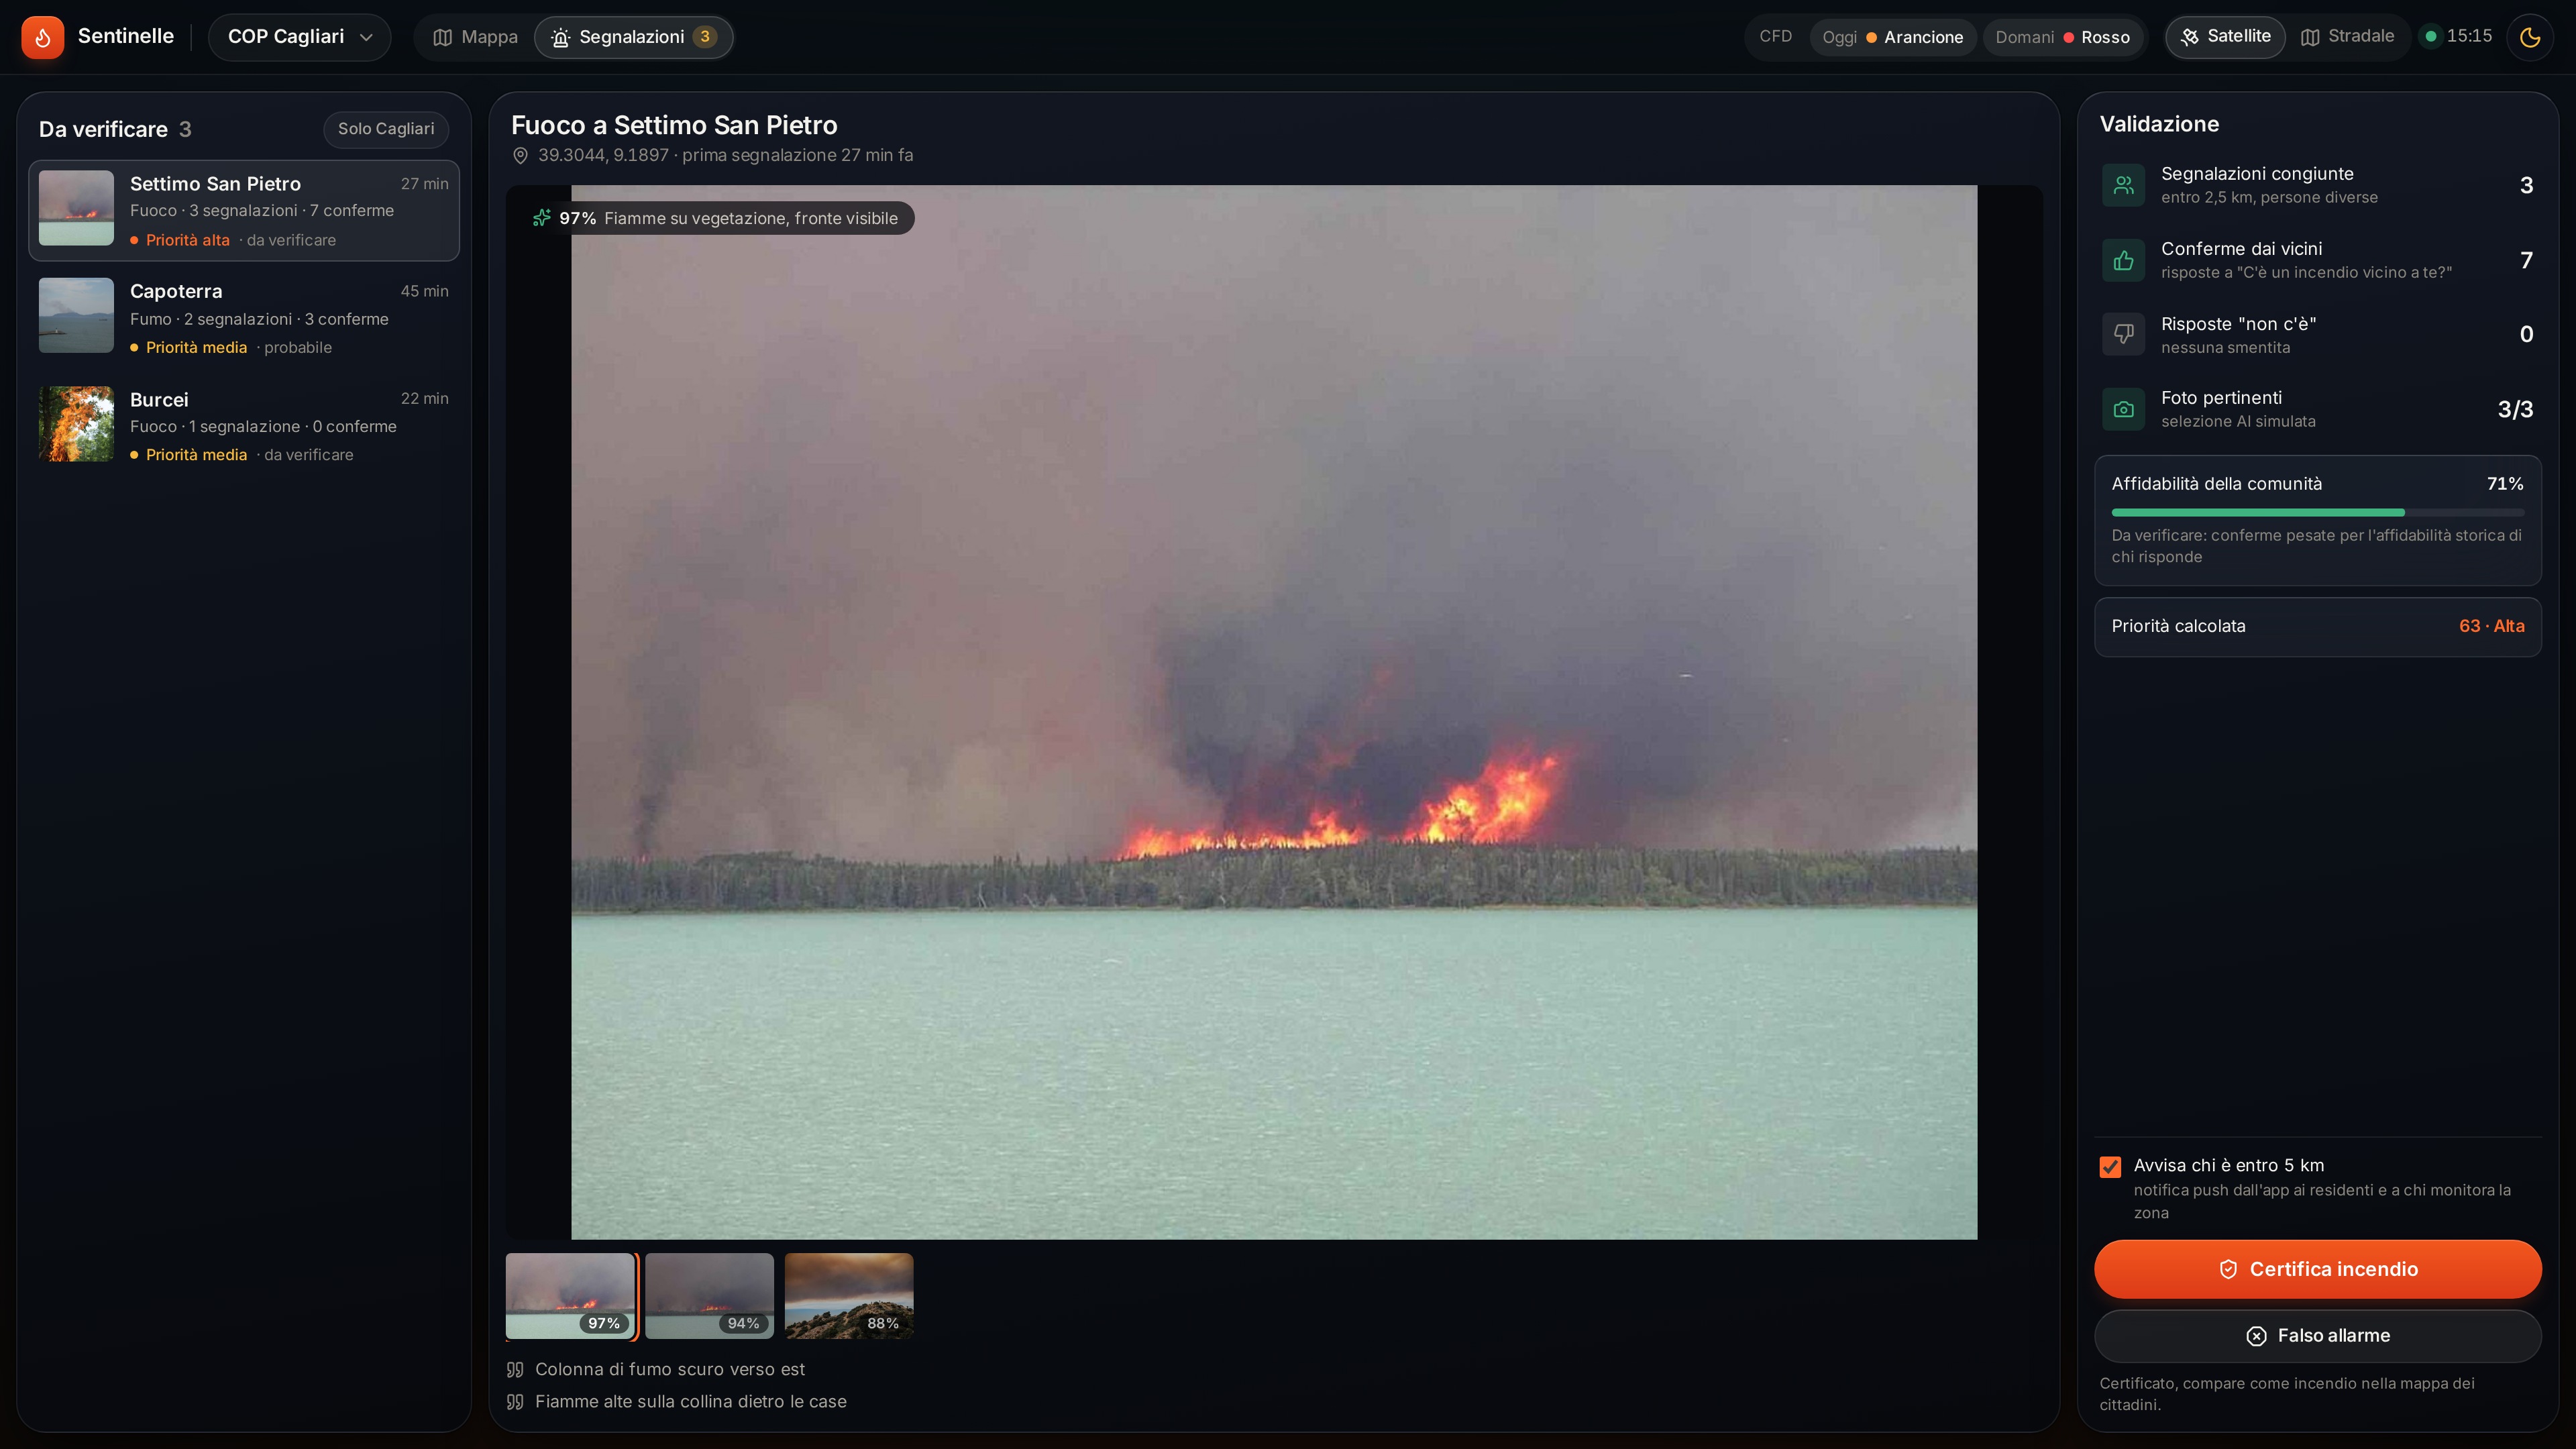 Sentinelle
COP Cagliari
Mappa
Segnalazioni 3
CFD
Oggi Arancione
Domani Rosso
Satellite
Stradale
15:15
Da verificare 3
Solo Cagliari
Settimo San Pietro 27 min
Fuoco · 3 segnalazioni · 7 conferme
Priorità alta · da verificare
Capoterra 45 min
Fumo · 2 segnalazioni · 3 conferme
Priorità media · probabile
Burcei 22 min
Fuoco · 1 segnalazione · 0 conferme
Priorità media · da verificare
Fuoco a Settimo San Pietro
39.3044, 9.1897 · prima segnalazione 27 min fa
97% Fiamme su vegetazione, fronte visibile
97%
94%
88%
Colonna di fumo scuro verso est
Fiamme alte sulla collina dietro le case
Validazione
Segnalazioni congiunte 3
entro 2,5 km, persone diverse
Conferme dai vicini 7
risposte a "C'è un incendio vicino a te?"
Risposte "non c'è" 0
nessuna smentita
Foto pertinenti 3/3
selezione AI simulata
Affidabilità della comunità 71%
Da verificare: conferme pesate per l'affidabilità storica di
chi risponde
Priorità calcolata 63 · Alta
Avvisa chi è entro 5 km
notifica push dall'app ai residenti e a chi monitora la
zona
Certifica incendio
Falso allarme
Certificato, compare come incendio nella mappa dei
cittadini.